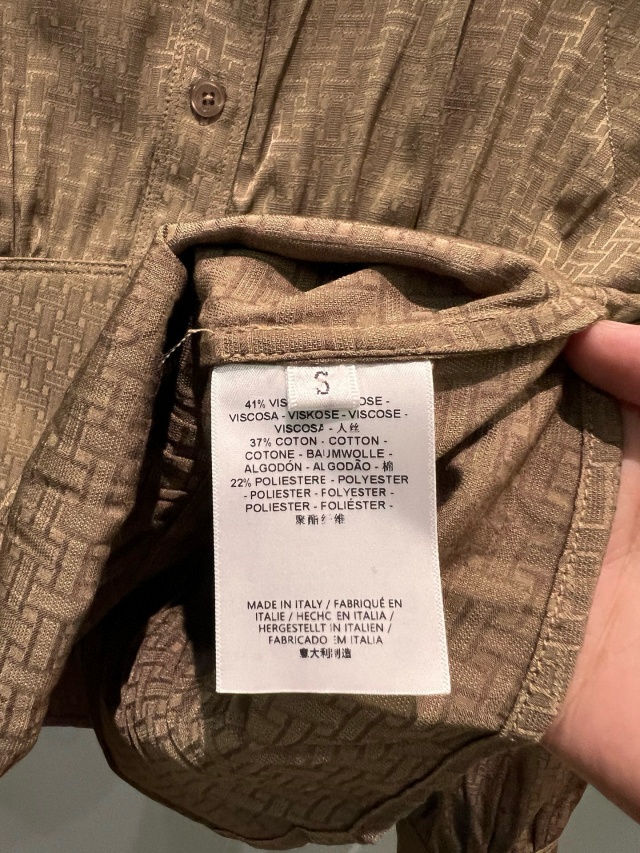 S
41% VIS OSE -
VISCOSA - VISKOSE - VISCOSE -
VISCOSA - 人丝
37% COTON - COTTON -
COTONE - BAUMWOLLE -
ALGODÓN - ALGODÃO - 棉
22% POLIESTERE - POLYESTER
- POLIESTER - POLYESTER -
POLIESTER - POLIÉSTER -
聚酯纤维
MADE IN ITALY / FABRIQUÉ EN
ITALIE / HECHO EN ITALIA /
HERGESTELLT IN ITALIEN /
FABRICADO EM ITALIA
意大利制造